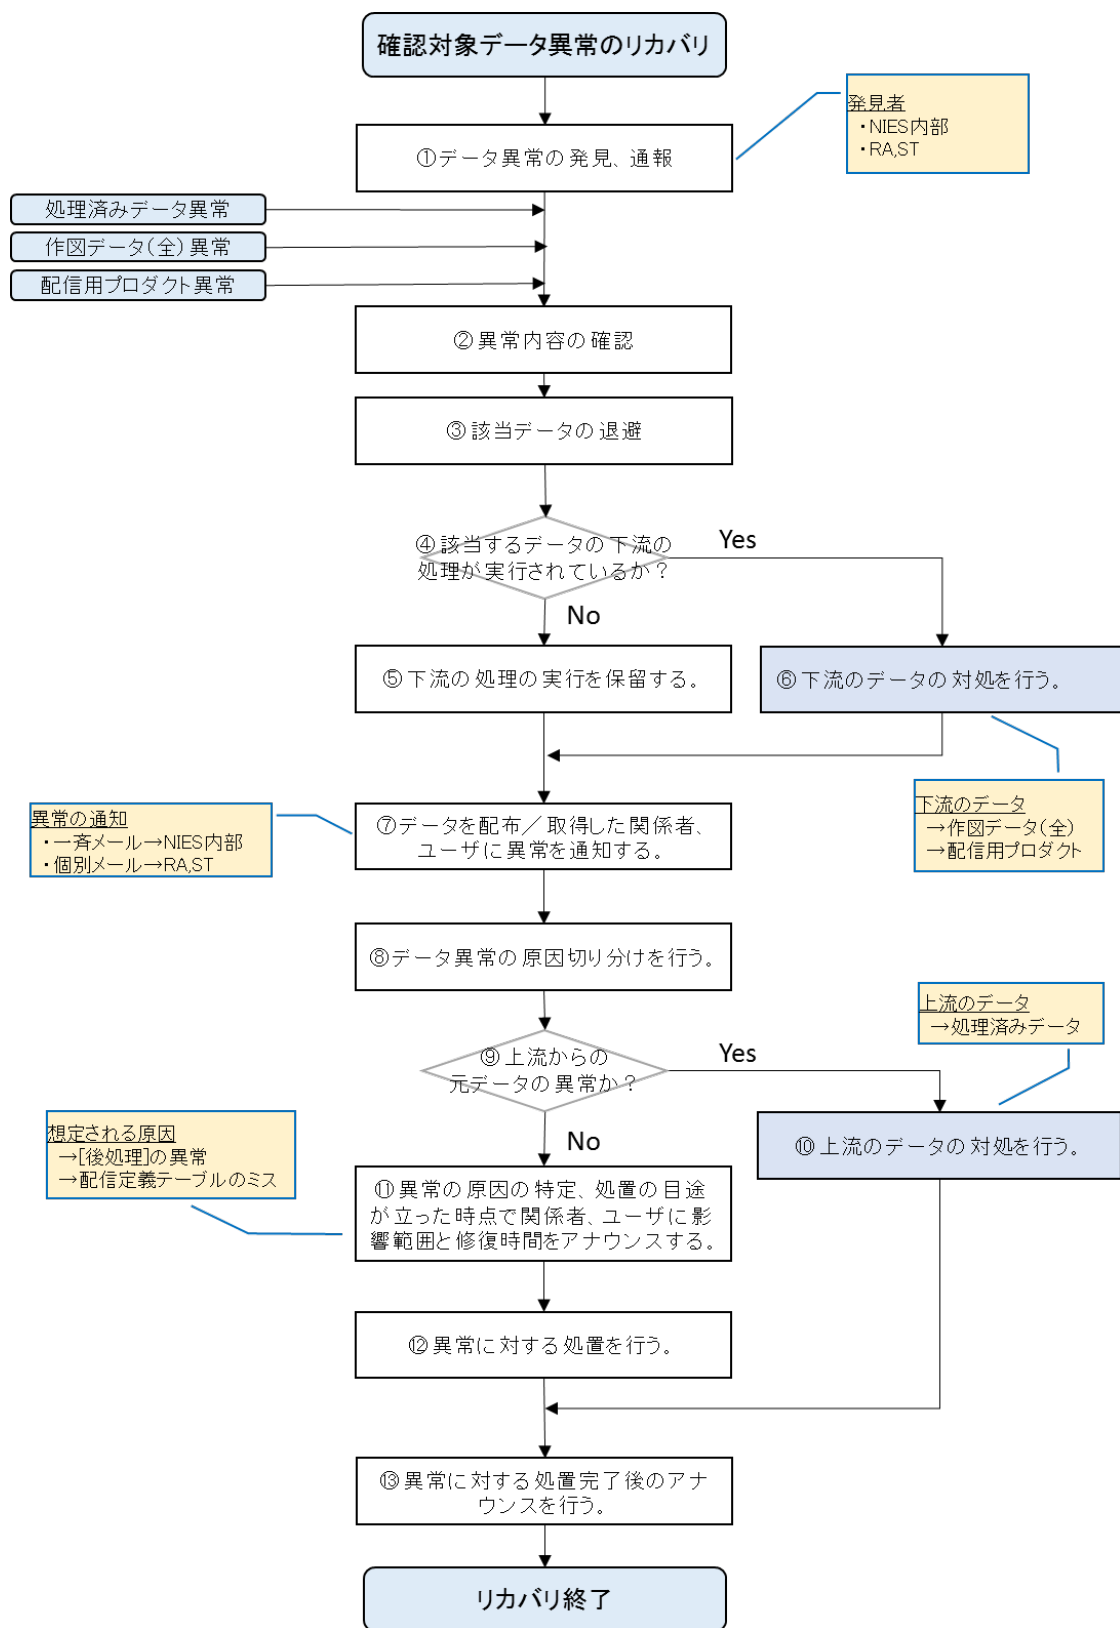 確認対象データ異常のリカバリ
発見者
・NIES内部
・RA,ST
①データ異常の発見、通報
処理済みデータ異常
作図データ(全)異常
配信用プロダクト異常
②異常内容の確認
③該当データの退避
④該当するデータの下流の
処理が実行されているか？
Yes
No
⑤下流の処理の実行を保留する。
⑥下流のデータの対処を行う。
下流のデータ
→作図データ(全)
→配信用プロダクト
異常の通知
・一斉メール→NIES内部
・個別メール→RA,ST
⑦データを配布／取得した関係者、
ユーザに異常を通知する。
⑧データ異常の原因切り分けを行う。
上流のデータ
→処理済みデータ
⑨上流からの
元データの異常か？
Yes
No
⑩上流のデータの対処を行う。
想定される原因
→[後処理]の異常
→配信定義テーブルのミス
⑪異常の原因の特定、処置の目途
が立った時点で関係者、ユーザに影
響範囲と修復時間をアナウンスする。
⑫異常に対する処置を行う。
⑬異常に対する処置完了後のアナ
ウンスを行う。
リカバリ終了